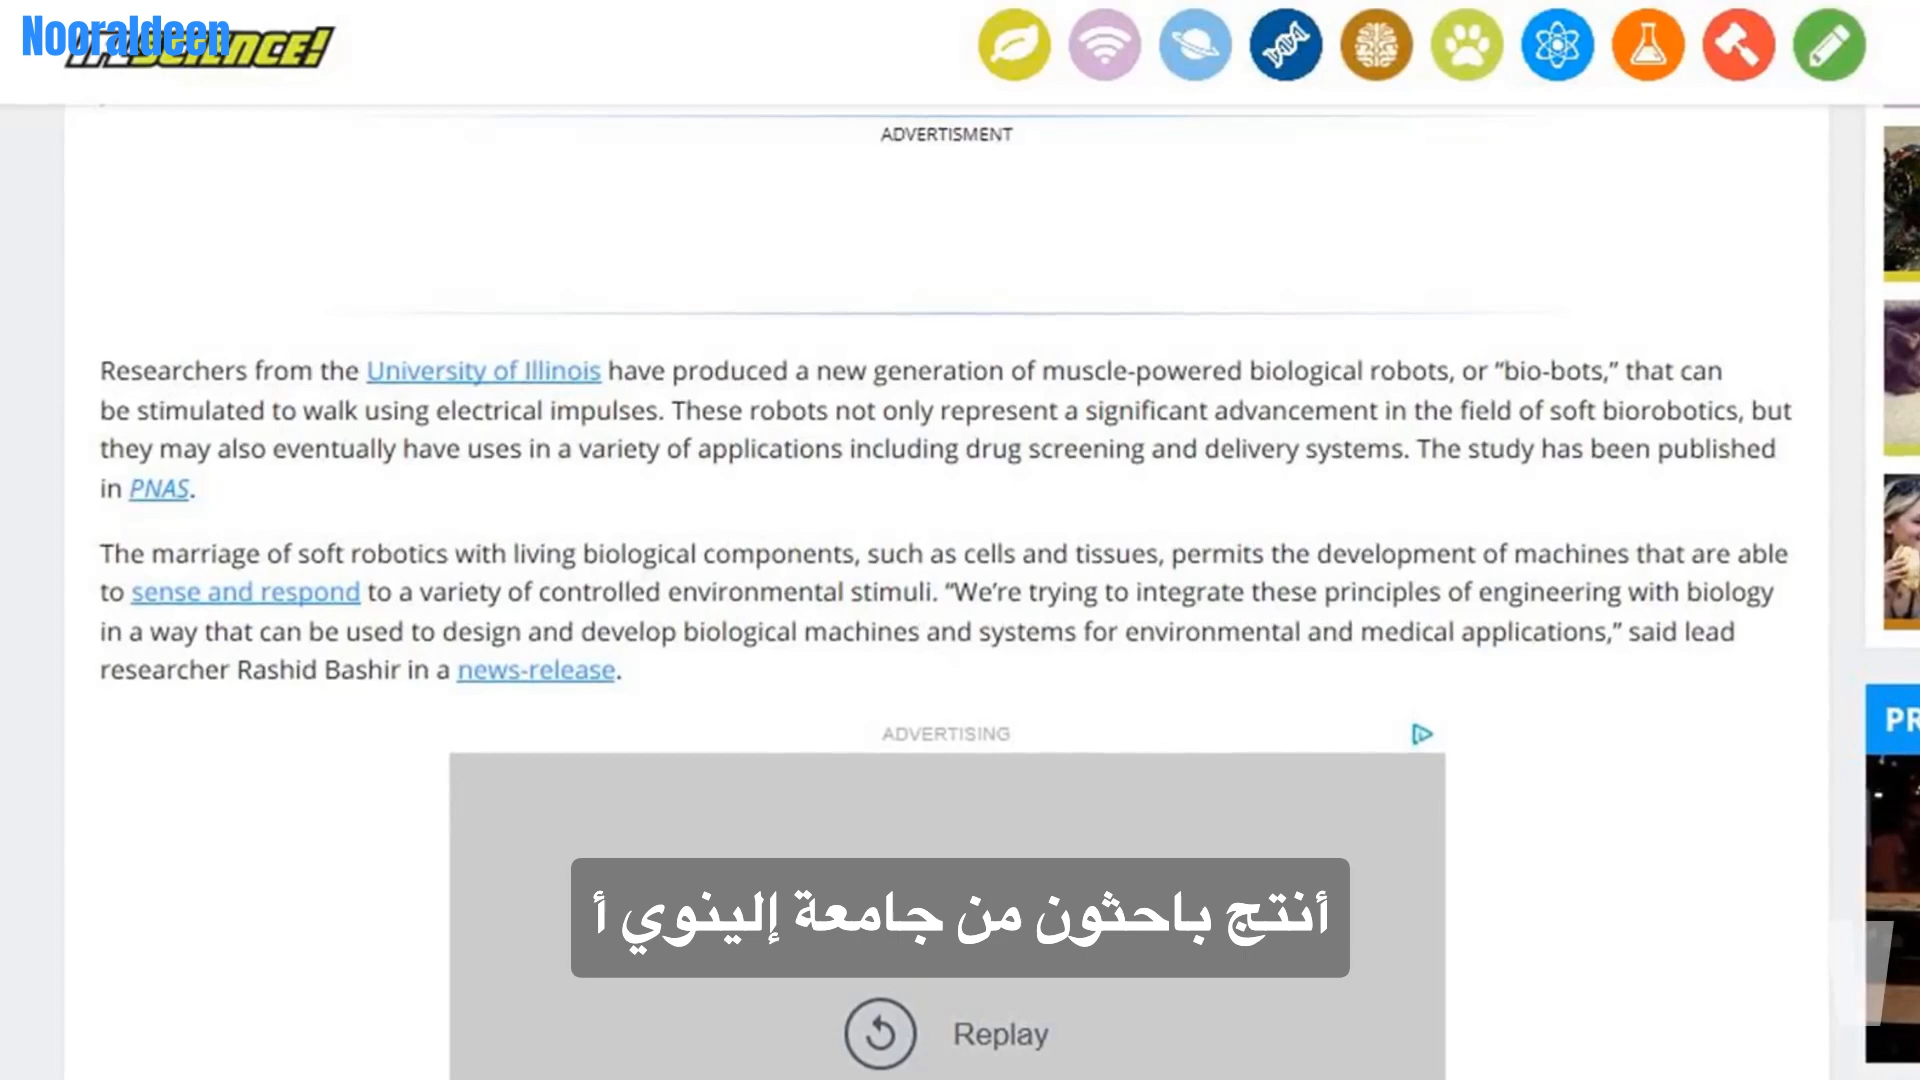 Nooraldeen
IFLSCIENCE!
ADVERTISMENT
Researchers from the University of Illinois have produced a new generation of muscle-powered biological robots, or “bio-bots,” that can
be stimulated to walk using electrical impulses. These robots not only represent a significant advancement in the field of soft biorobotics, but
they may also eventually have uses in a variety of applications including drug screening and delivery systems. The study has been published
in PNAS.
The marriage of soft robotics with living biological components, such as cells and tissues, permits the development of machines that are able
to sense and respond to a variety of controlled environmental stimuli. “We’re trying to integrate these principles of engineering with biology
in a way that can be used to design and develop biological machines and systems for environmental and medical applications,” said lead
researcher Rashid Bashir in a news-release.
PR
ADVERTISING
أنتج باحثون من جامعة إلينوي أ
Replay